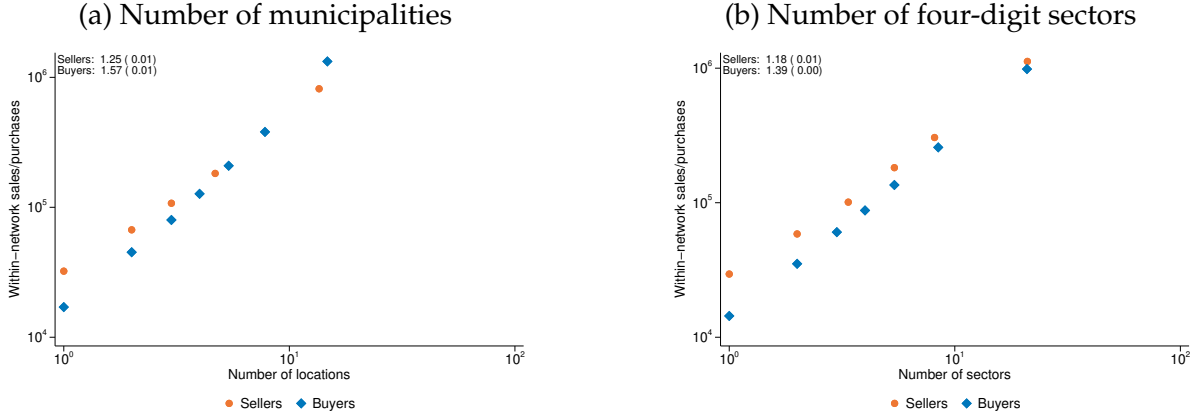 (a) Number of municipalities
Sellers: 1.25 ( 0.01)
Buyers: 1.57 ( 0.01)
Within−network sales/purchases
10⁶
10⁵
10⁴
10⁰
10¹
10²
Number of locations
Sellers
Buyers
(b) Number of four-digit sectors
Sellers: 1.18 ( 0.01)
Buyers: 1.39 ( 0.00)
Within−network sales/purchases
10⁶
10⁵
10⁴
10⁰
10¹
10²
Number of sectors
Sellers
Buyers